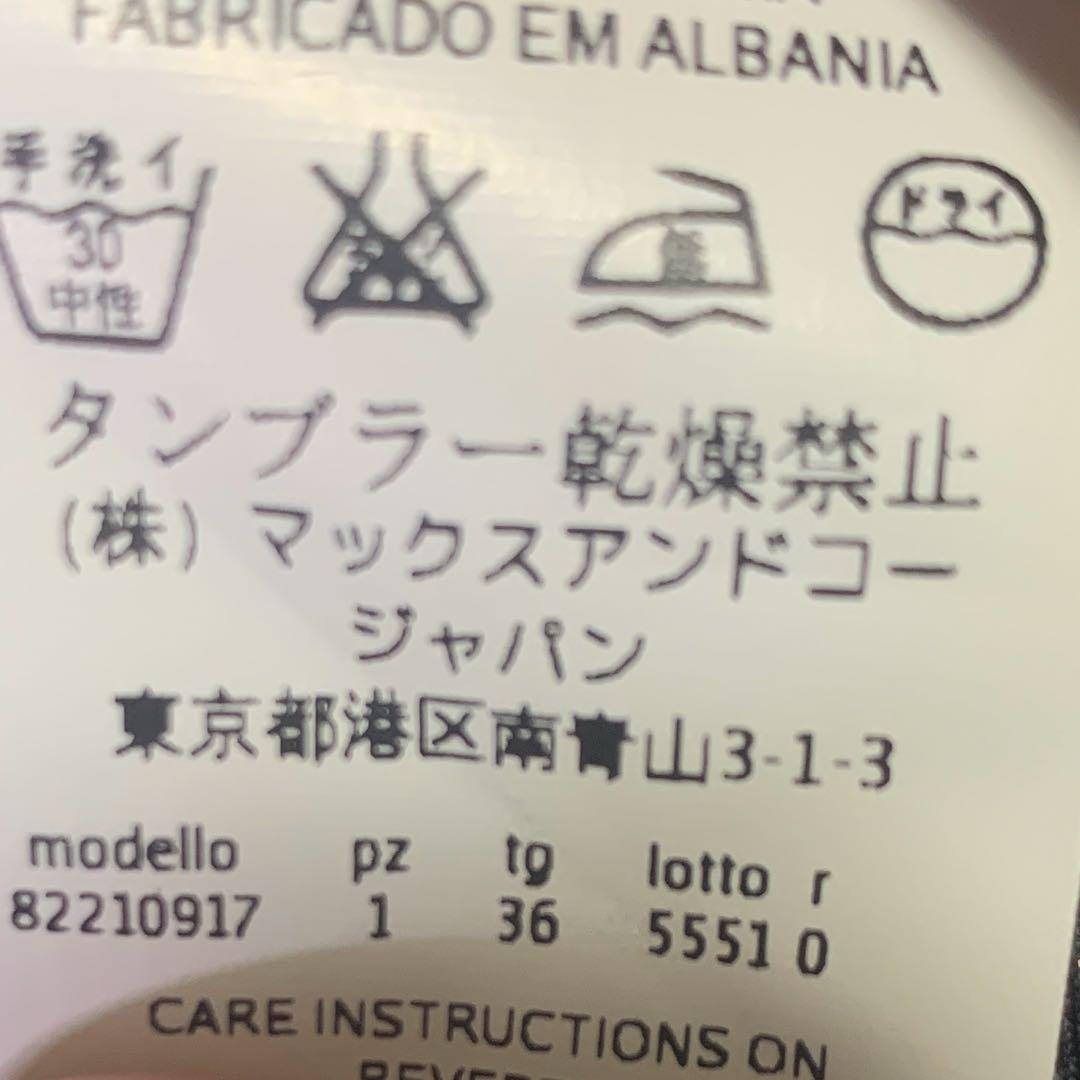 FABRICADO EM ALBANIA
手洗イ
30
中性
低
ドライ
タンブラー乾燥禁止
(株) マックスアンドコー
ジャパン
東京都港区南青山3-1-3
modello pz tg lotto r
82210917 1 36 5551 0
CARE INSTRUCTIONS ON